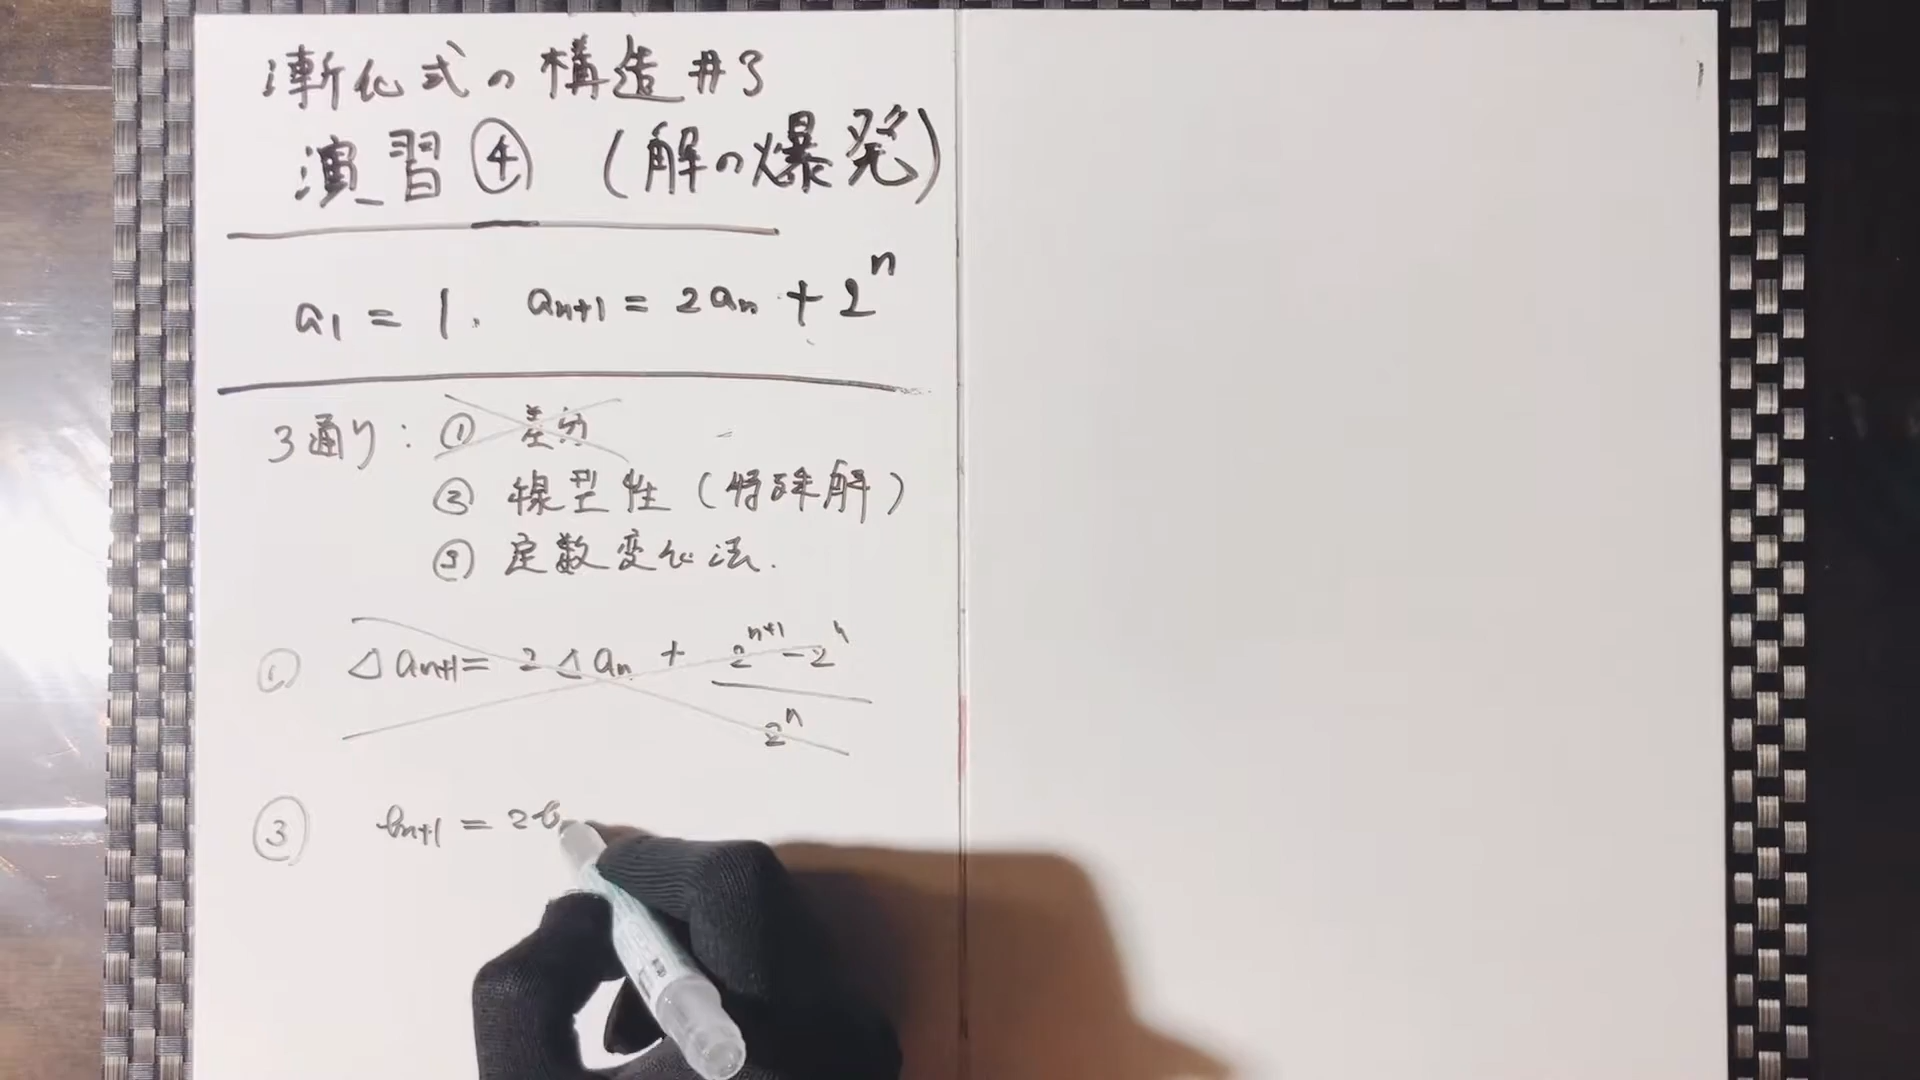 漸化式の構造 #3
演習④ (解の爆発)
a₁ = 1. aₙ₊₁ = 2aₙ + 2ⁿ
3通り: ① 差分
② 線型性 (特殊解)
③ 定数変化法.
① Δaₙ₊₁ = 2Δaₙ + 2ⁿ⁺¹ - 2ⁿ
2ⁿ
③ bₙ₊₁ = 2b